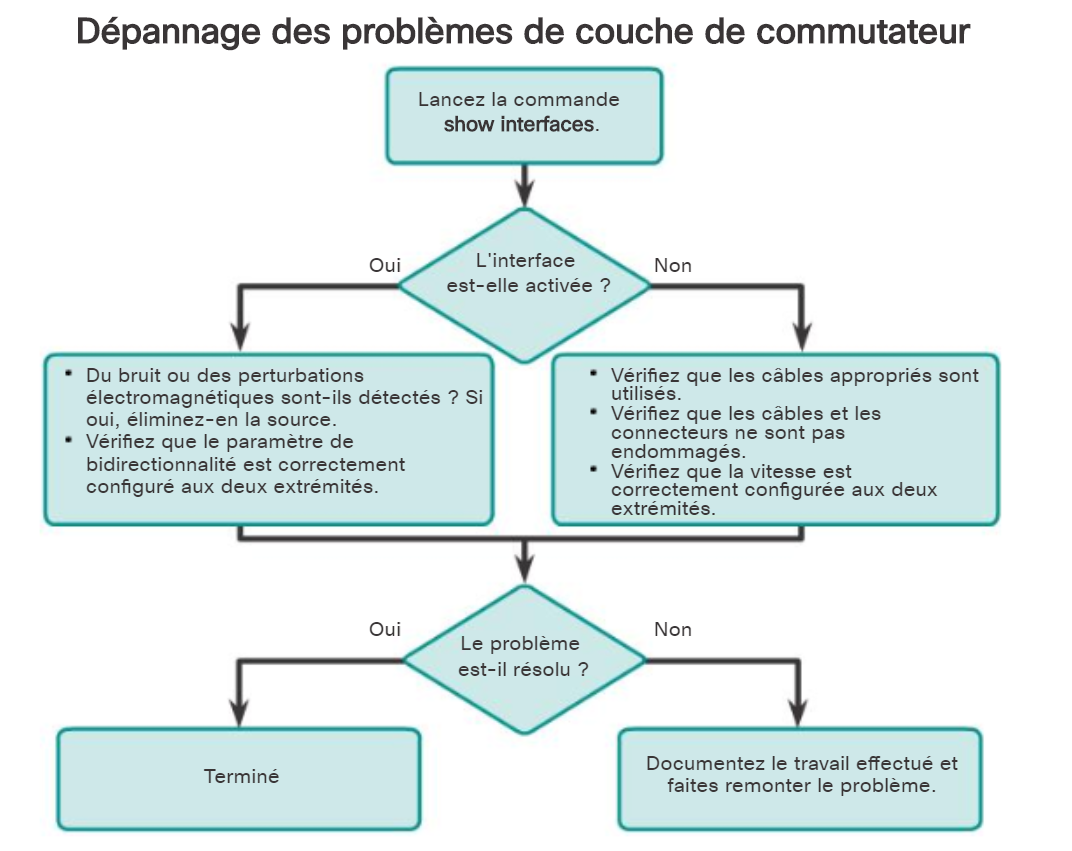 Dépannage des problèmes de couche de commutateur
Lancez la commande
show interfaces.
L'interface
est-elle activée ?
Oui
Non
• Du bruit ou des perturbations
électromagnétiques sont-ils détectés ? Si
oui, éliminez-en la source.
• Vérifiez que le paramètre de
bidirectionnalité est correctement
configuré aux deux extrémités.
• Vérifiez que les câbles appropriés sont
utilisés.
• Vérifiez que les câbles et les
connecteurs ne sont pas
endommagés.
• Vérifiez que la vitesse est
correctement configurée aux deux
extrémités.
Le problème
est-il résolu ?
Oui
Non
Terminé
Documentez le travail effectué et
faites remonter le problème.